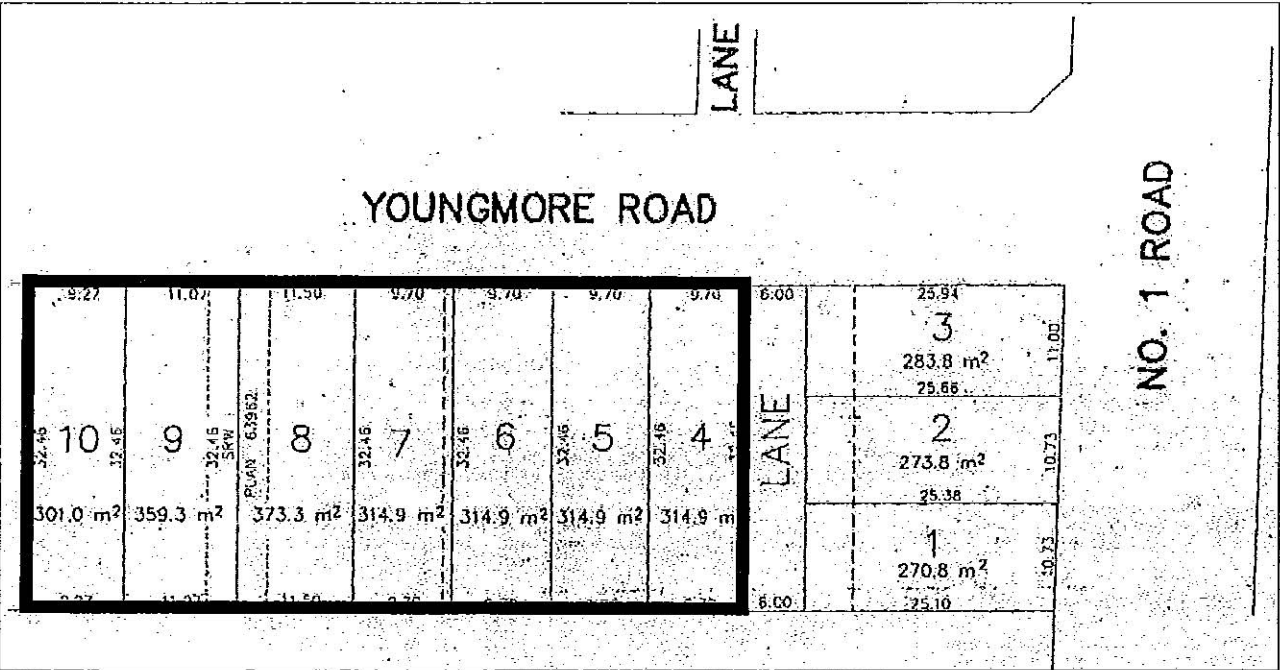 LANE
YOUNGMORE ROAD
NO. 1 ROAD
9.27 11.07 11.50 9.70 9.70 9.70 9.70 6.00 25.94
3
283.8 m²
11.00
25.66
10 9 8 7 6 5 4
32.46 32.46 32.46 32.46 32.46 32.46 32.46
SRW
PLAN 63962
LANE
2
273.8 m²
10.73
25.38
301.0 m² 359.3 m² 373.3 m² 314.9 m² 314.9 m² 314.9 m² 314.9 m
1
270.8 m²
10.73
11.50 6.00 25.10